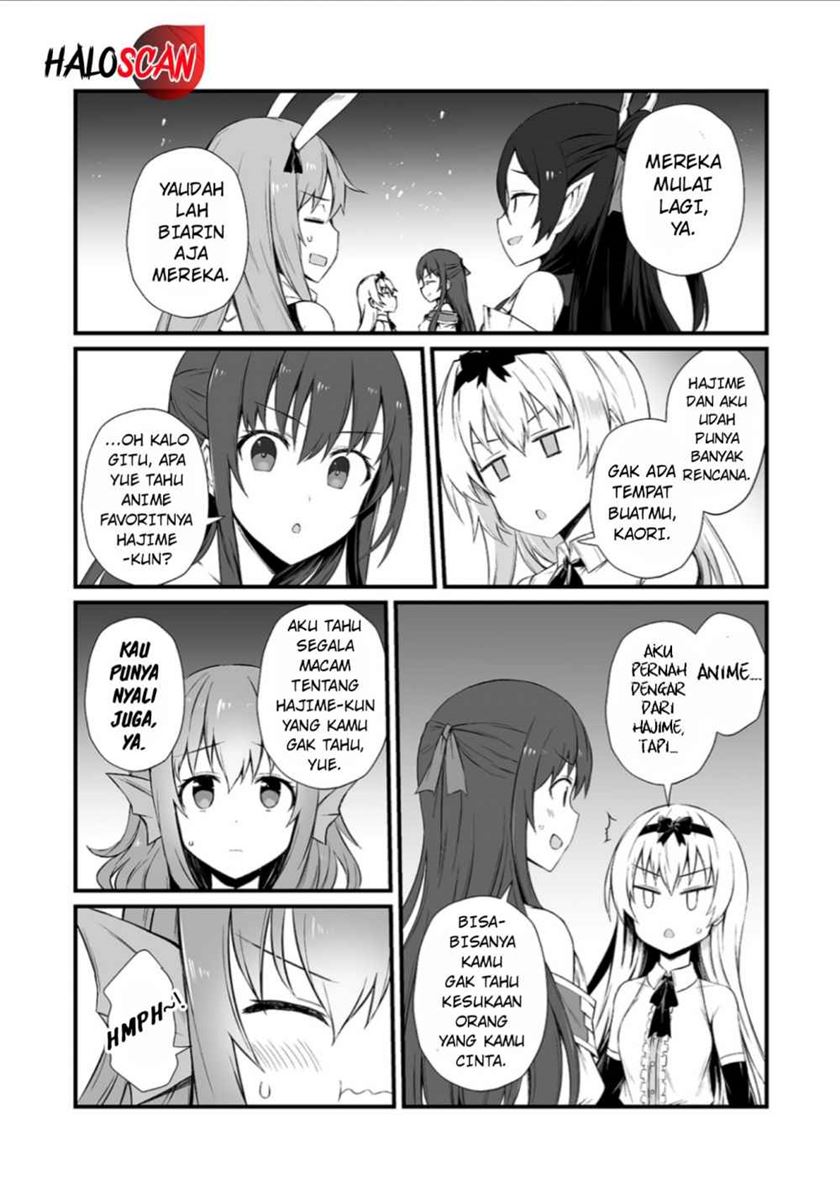 HALOSCAN
MEREKA
MULAI
LAGI,
YA.
YAUDAH
LAH
BIARIN
AJA
MEREKA.
HAJIME
DAN AKU
UDAH
PUNYA
BANYAK
RENCANA.
GAK ADA
TEMPAT
BUATMU,
KAORI.
...OH KALO
GITU, APA
YUE TAHU
ANIME
FAVORITNYA
HAJIME
-KUN?
ANIME...
AKU
PERNAH
DENGAR
DARI
HAJIME,
TAPI...
BISA-
BISANYA
KAMU
GAK TAHU
KESUKAAN
ORANG
YANG KAMU
CINTA.
AKU TAHU
SEGALA
MACAM
TENTANG
HAJIME-KUN
YANG KAMU
GAK TAHU,
YUE.
KAU
PUNYA
NYALI
JUGA,
YA.
HMPH~!